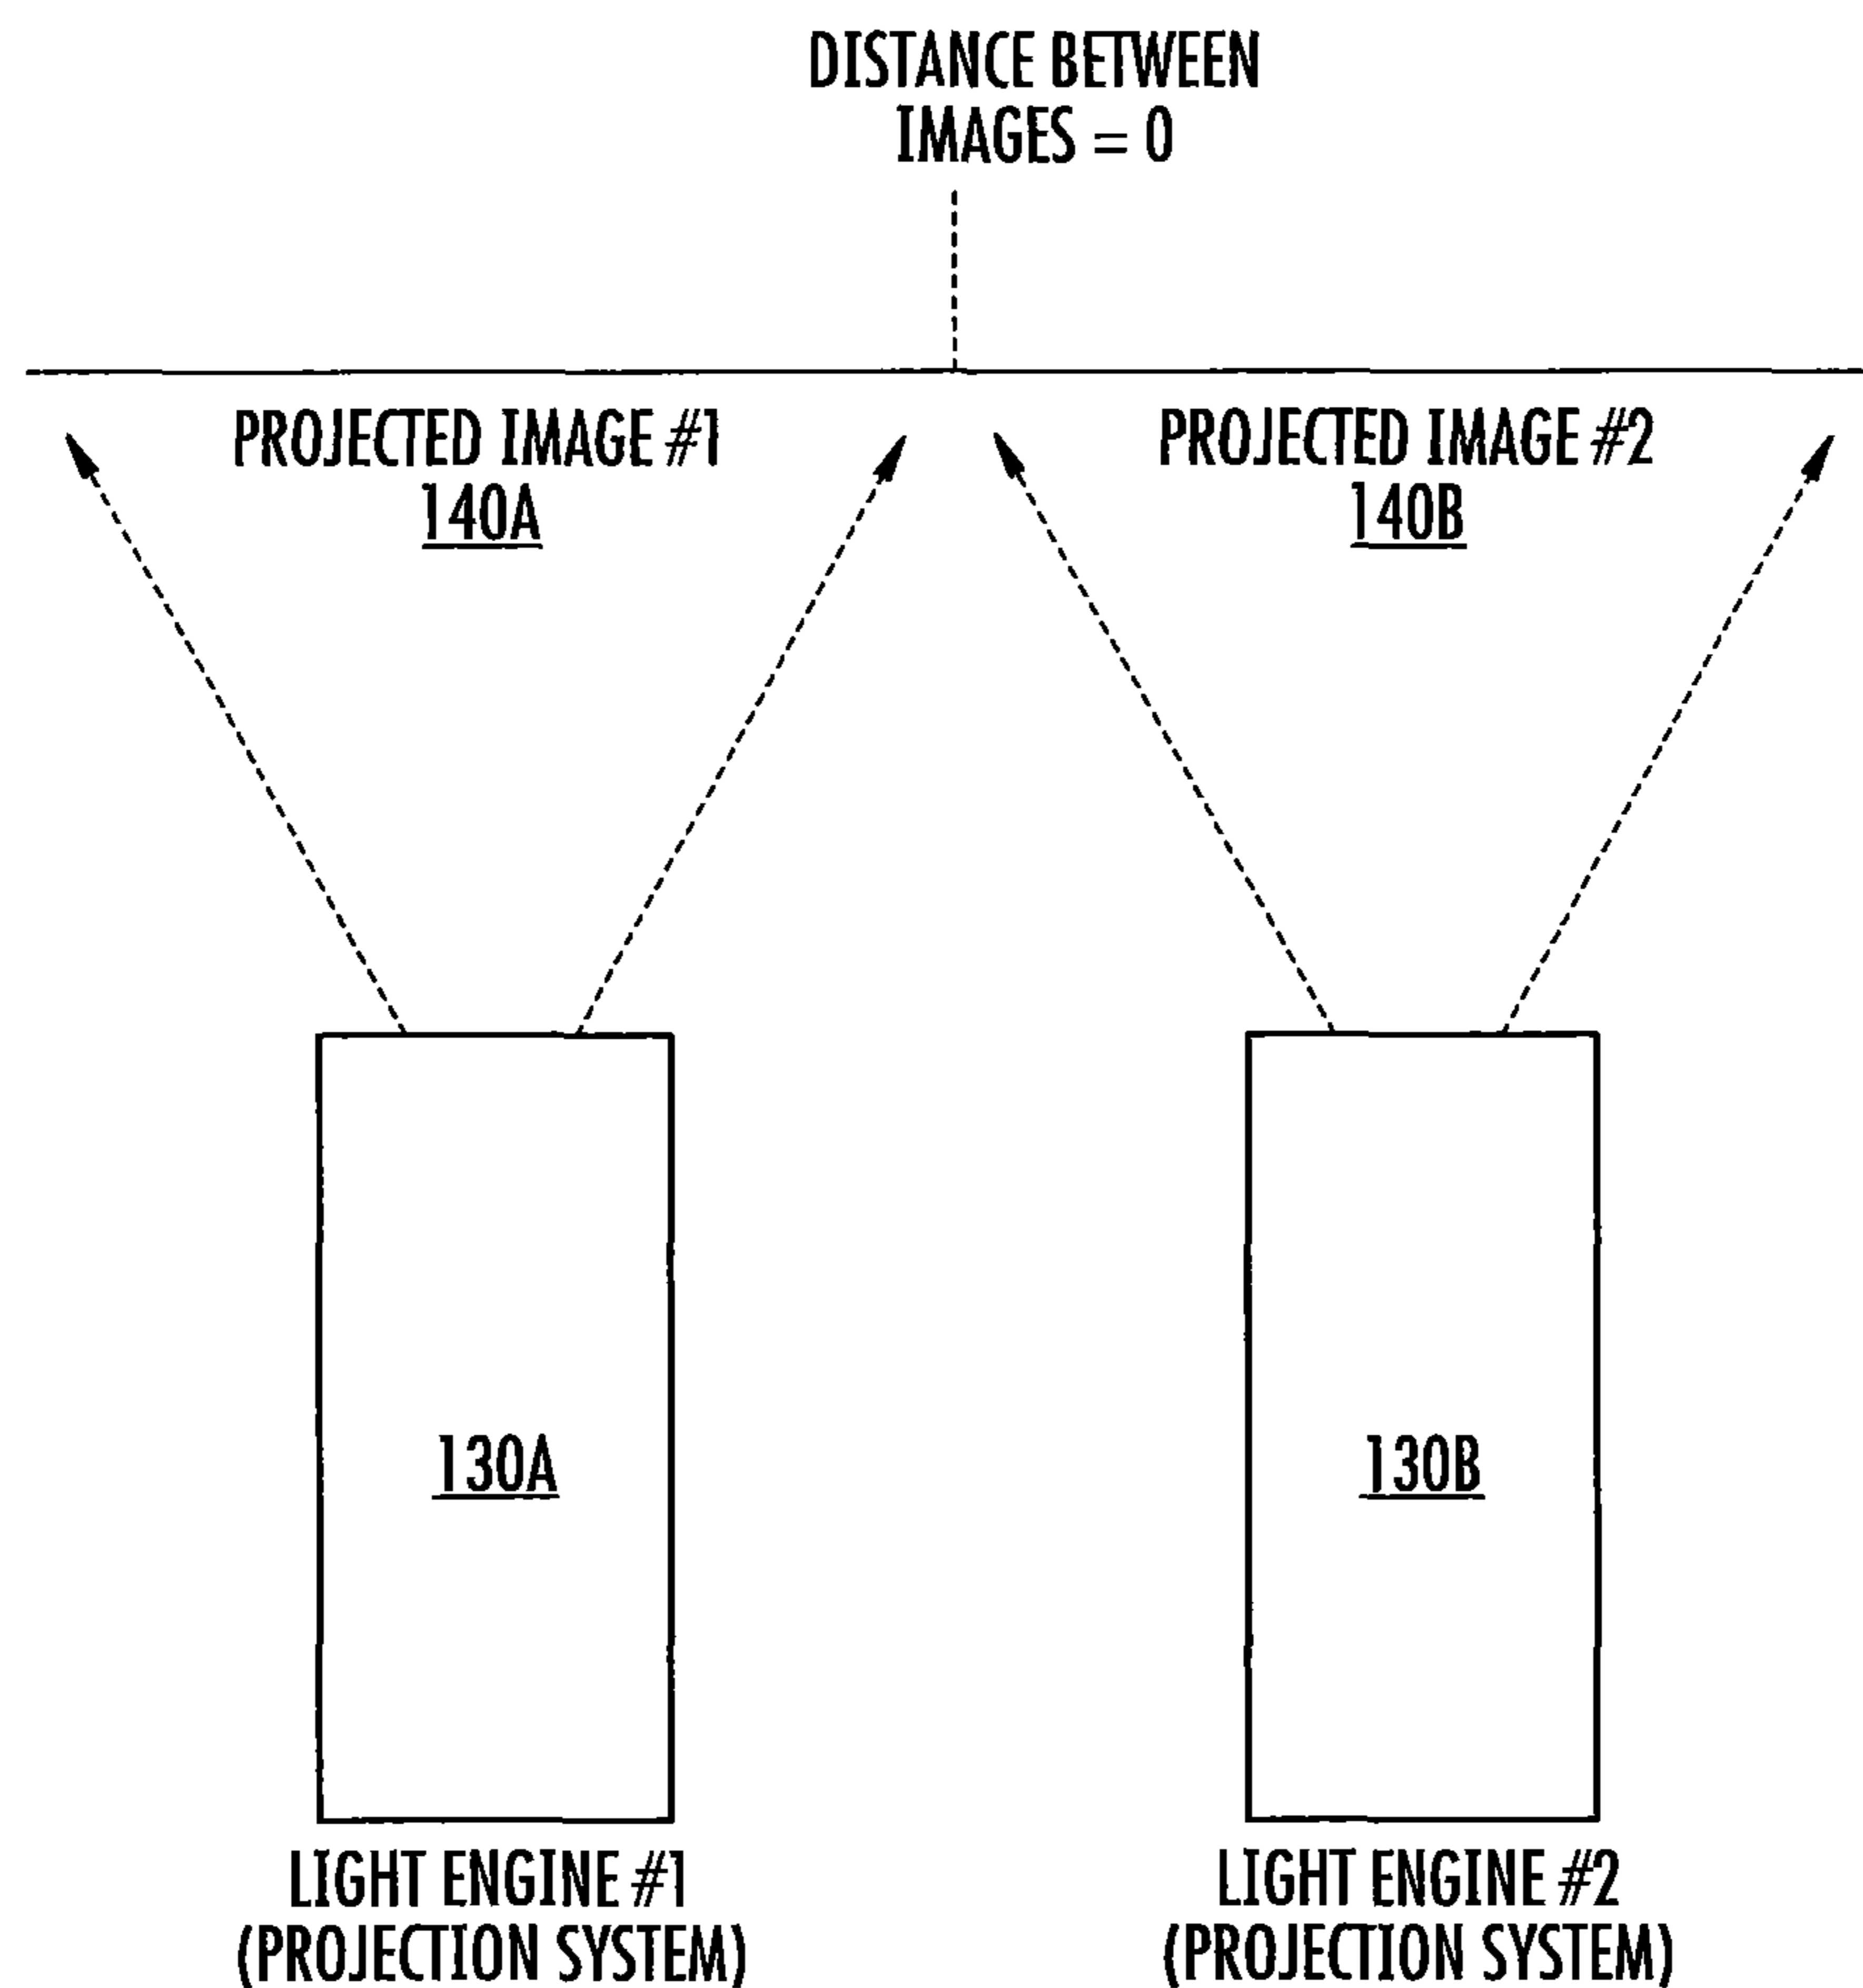 DISTANCE BETWEEN
IMAGES = 0
PROJECTED IMAGE #1
140A
PROJECTED IMAGE #2
140B
130A
130B
LIGHT ENGINE #1
(PROJECTION SYSTEM)
LIGHT ENGINE #2
(PROJECTION SYSTEM)